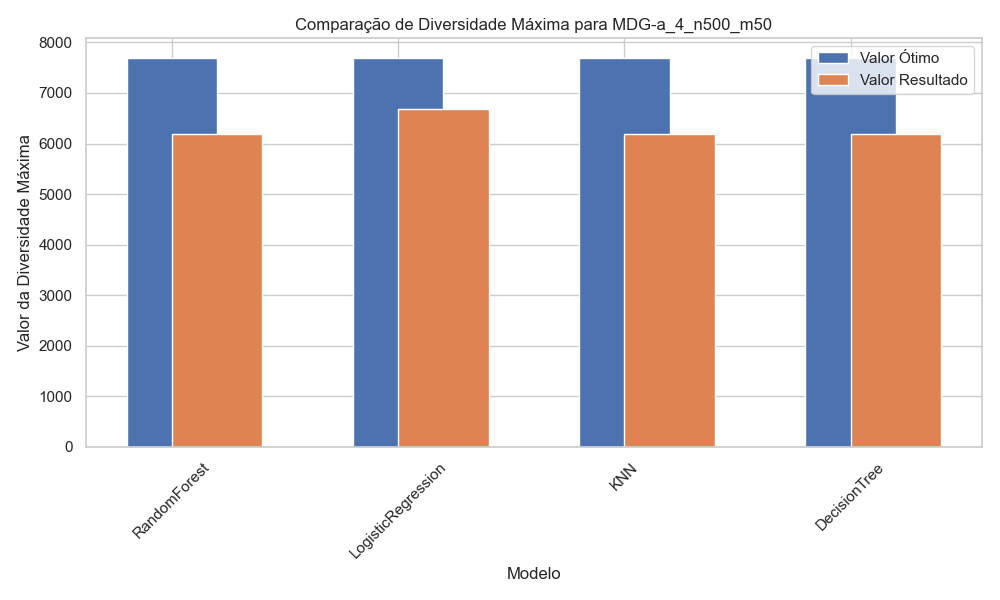 Comparação de Diversidade Máxima para MDG-a_4_n500_m50
Valor Ótimo
Valor Resultado
Valor da Diversidade Máxima
8000
7000
6000
5000
4000
3000
2000
1000
0
RandomForest
LogisticRegression
KNN
DecisionTree
Modelo